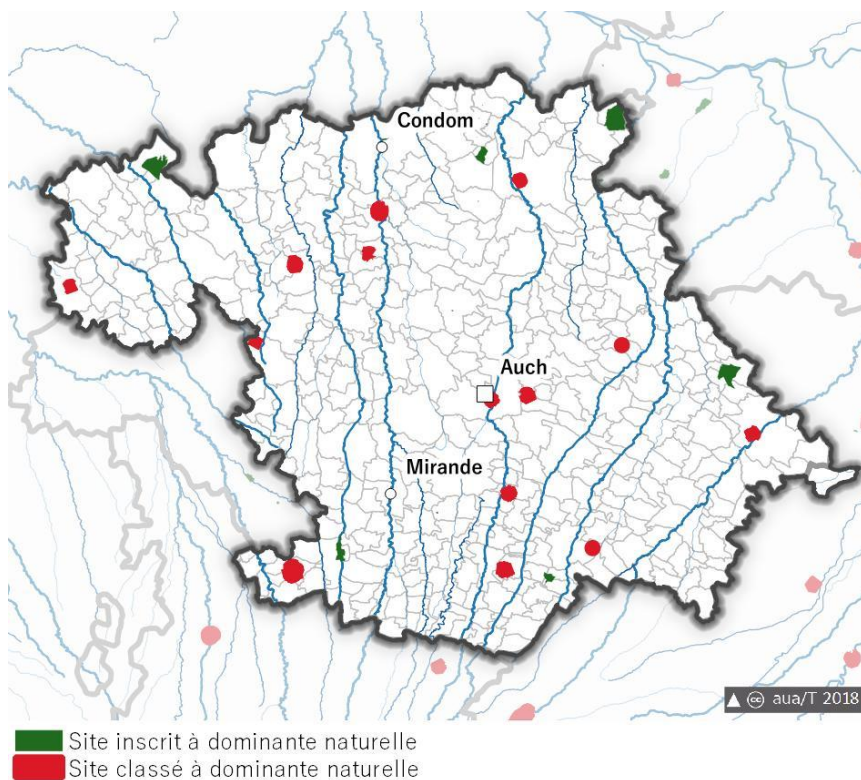 Condom
Auch
Mirande
aua/T 2018
Site inscrit à dominante naturelle
Site classé à dominante naturelle